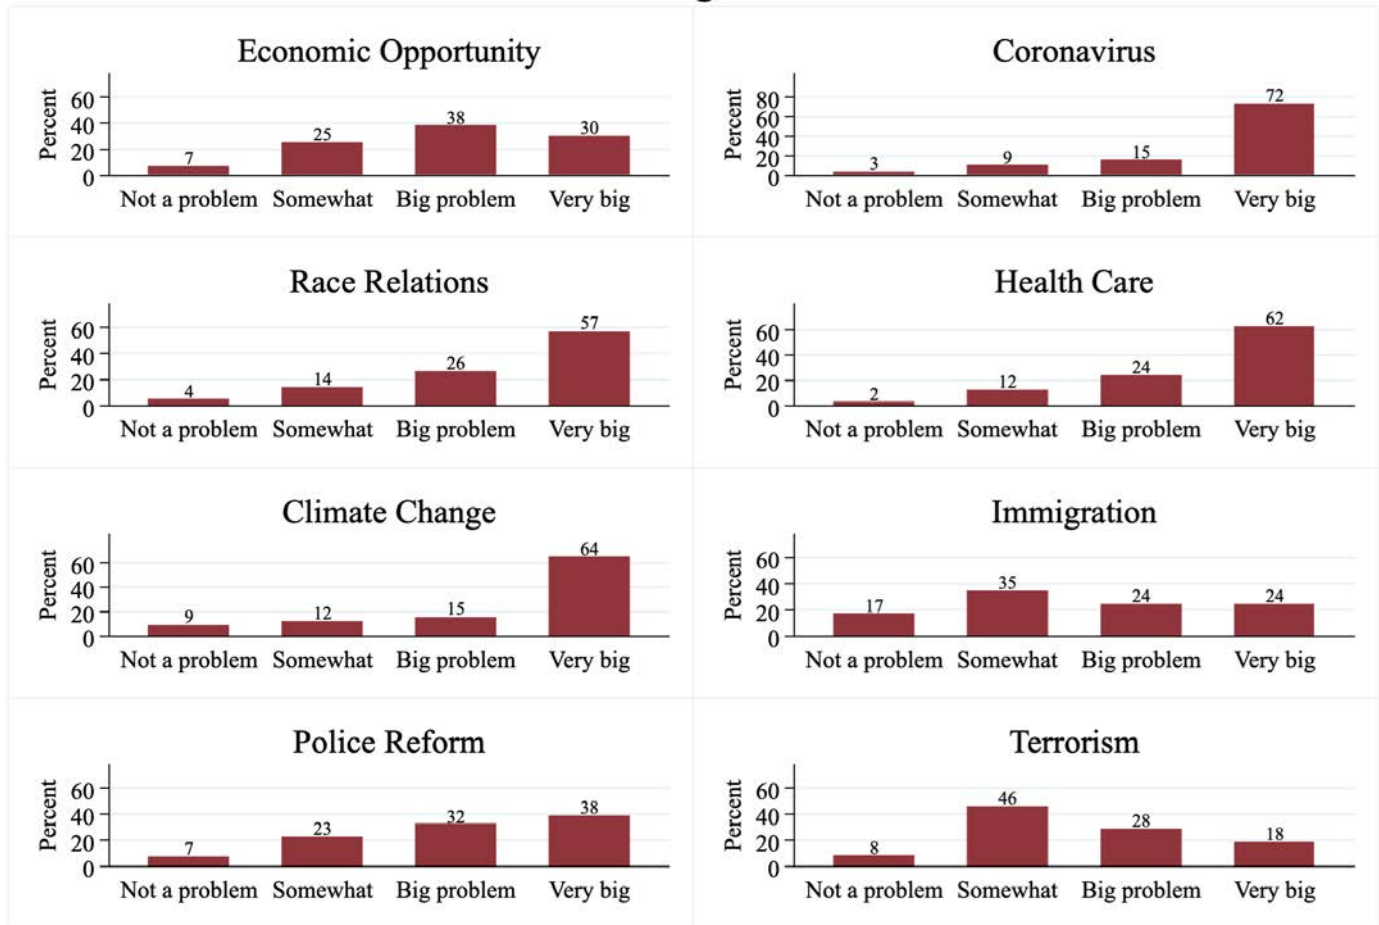 Economic Opportunity
Percent
60
40
20
0
7
25
38
30
Not a problem Somewhat Big problem Very big
Coronavirus
Percent
80
60
40
20
0
3
9
15
72
Not a problem Somewhat Big problem Very big
Race Relations
Percent
60
40
20
0
4
14
26
57
Not a problem Somewhat Big problem Very big
Health Care
Percent
60
40
20
0
2
12
24
62
Not a problem Somewhat Big problem Very big
Climate Change
Percent
60
40
20
0
9
12
15
64
Not a problem Somewhat Big problem Very big
Immigration
Percent
60
40
20
0
17
35
24
24
Not a problem Somewhat Big problem Very big
Police Reform
Percent
60
40
20
0
7
23
32
38
Not a problem Somewhat Big problem Very big
Terrorism
Percent
60
40
20
0
8
46
28
18
Not a problem Somewhat Big problem Very big